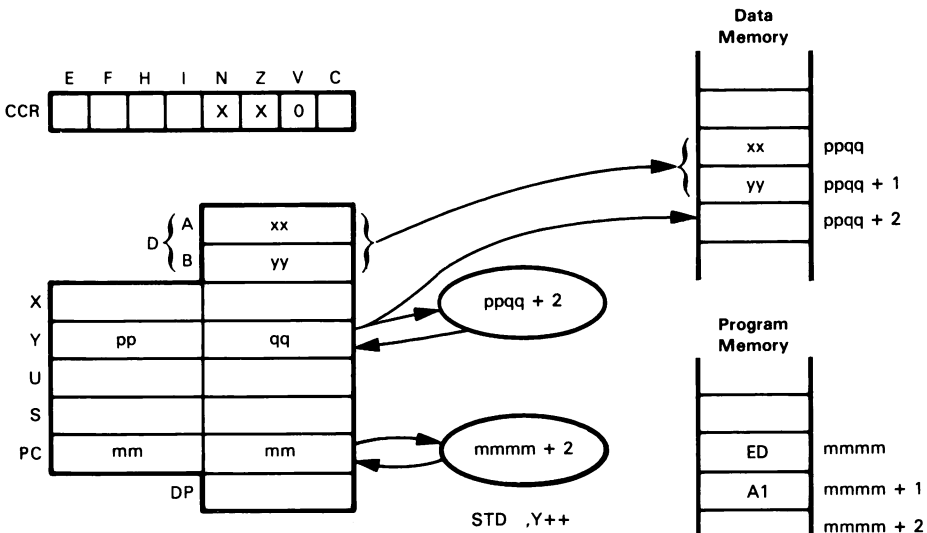 Data
Memory
E F H I N Z V C
CCR X X 0
xx ppqq
yy ppqq + 1
ppqq + 2
D A xx
B yy
X
Y pp qq
U
S
PC mm mm
DP
ppqq + 2
mmmm + 2
STD ,Y++
Program
Memory
ED mmmm
A1 mmmm + 1
mmmm + 2